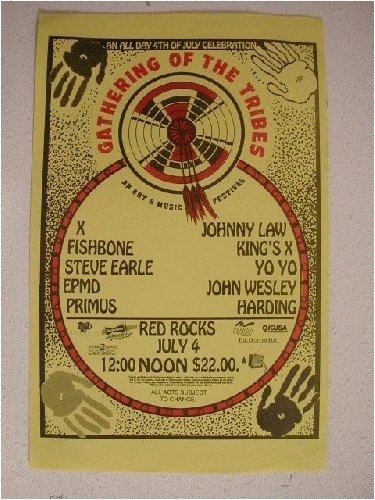 AN ALL DAY 4TH OF JULY CELEBRATION
GATHERING OF THE TRIBES
AN ART & MUSIC FESTIVAL
X
FISHBONE
STEVE EARLE
EPMD
PRIMUS
JOHNNY LAW
KING'S X
YO YO
JOHN WESLEY
HARDING
KUSA
RED ROCKS
JULY 4
12:00 NOON $22.00.*
ALL ACTS SUBJECT
TO CHANGE.